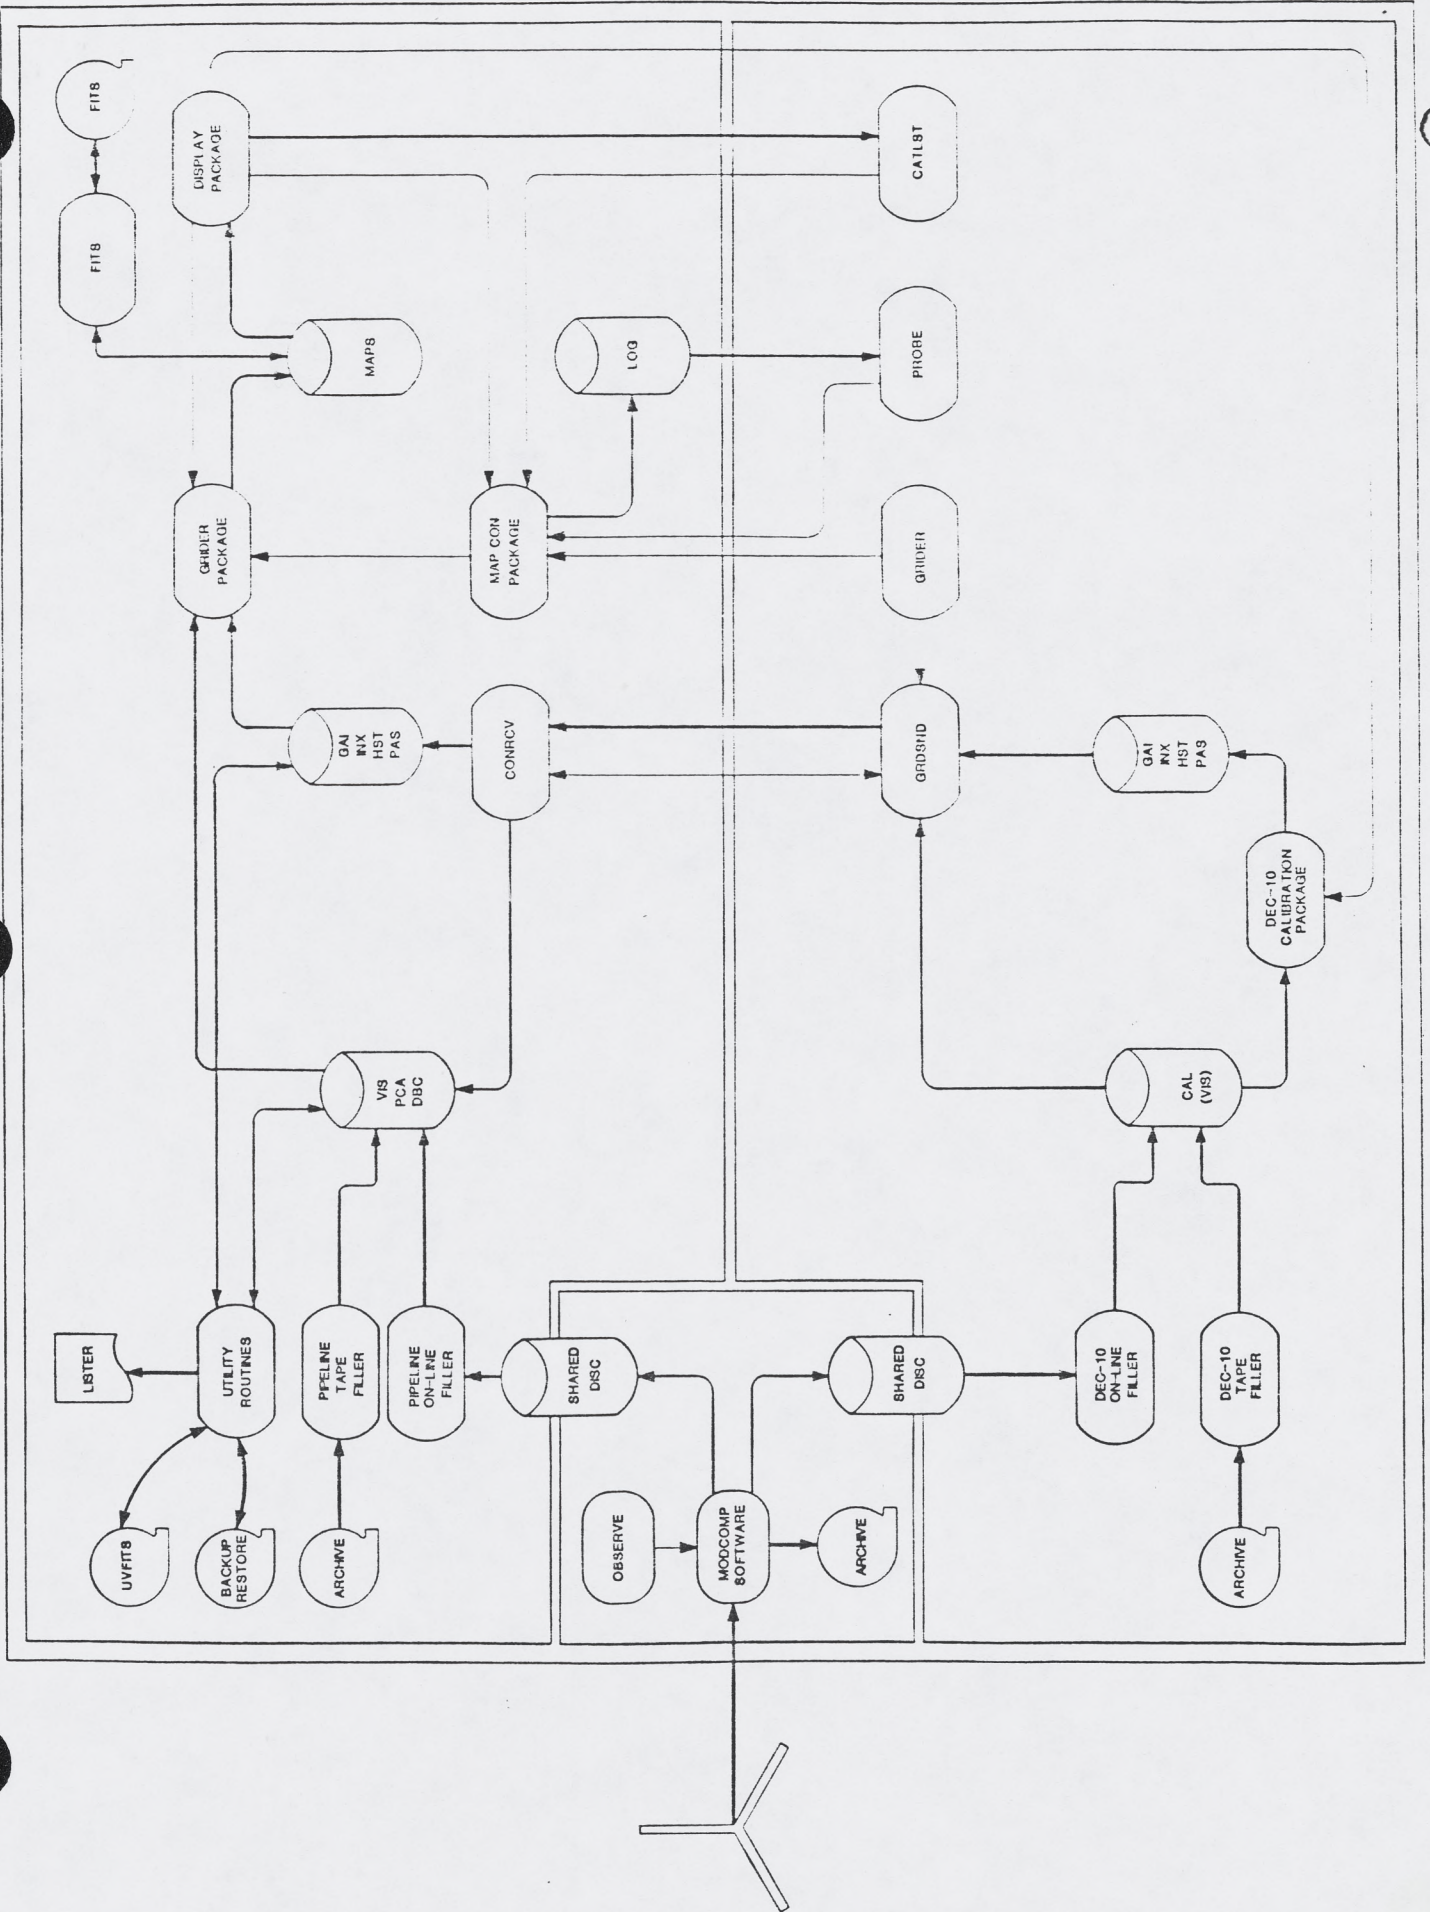 LISTER
UVFITS
BACKUP
RESTORE
UTILITY
ROUTINES
ARCHIVE
PIPELINE
TAPE
FILLER
PIPELINE
ON-LINE
FILLER
VIS
PCA
DBC
GAI
INX
HST
PAS
CONRCV
GRIDER
PACKAGE
MAP CON
PACKAGE
MAPS
LOG
FITS
FITS
DISPLAY
PACKAGE
SHARED
DISC
OBSERVE
MODCOMP
SOFTWARE
ARCHIVE
SHARED
DISC
GRDSND
GRIDER
PROBE
CATLST
DEC-10
ON-LINE
FILLER
ARCHIVE
DEC-10
TAPE
FILLER
CAL
(VIS)
DEC-10
CALIBRATION
PACKAGE
GAI
INX
HST
PAS